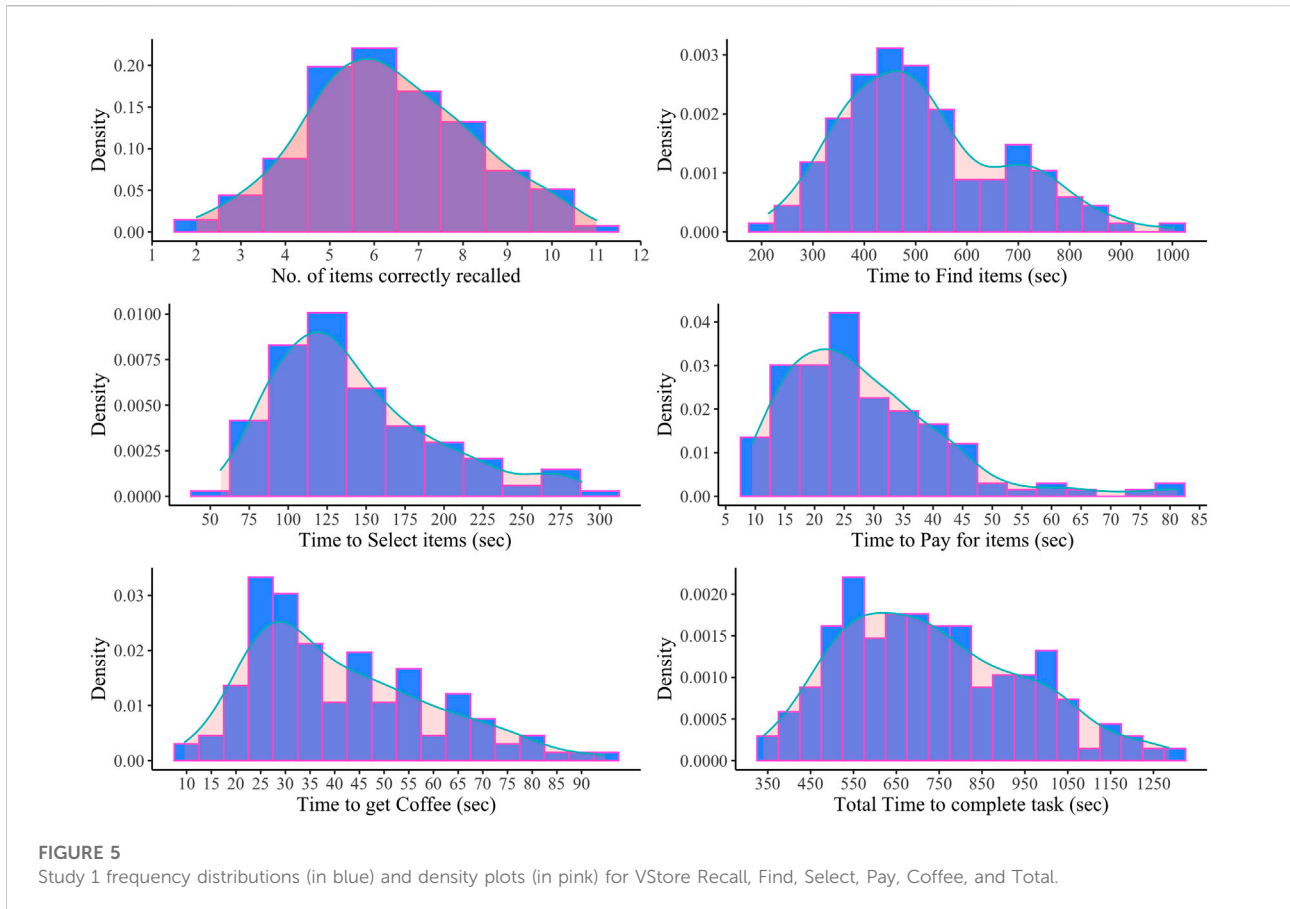 0.20
0.15
0.10
0.05
0.00
Density
1 2 3 4 5 6 7 8 9 10 11 12
No. of items correctly recalled
0.003
0.002
0.001
0.000
Density
200 300 400 500 600 700 800 900 1000
Time to Find items (sec)
0.0100
0.0075
0.0050
0.0025
0.0000
Density
50 75 100 125 150 175 200 225 250 275 300
Time to Select items (sec)
0.04
0.03
0.02
0.01
0.00
Density
5 10 15 20 25 30 35 40 45 50 55 60 65 70 75 80 85
Time to Pay for items (sec)
0.03
0.02
0.01
0.00
Density
10 15 20 25 30 35 40 45 50 55 60 65 70 75 80 85 90
Time to get Coffee (sec)
0.0020
0.0015
0.0010
0.0005
0.0000
Density
350 450 550 650 750 850 950 1050 1150 1250
Total Time to complete task (sec)
FIGURE 5
Study 1 frequency distributions (in blue) and density plots (in pink) for VStore Recall, Find, Select, Pay, Coffee, and Total.